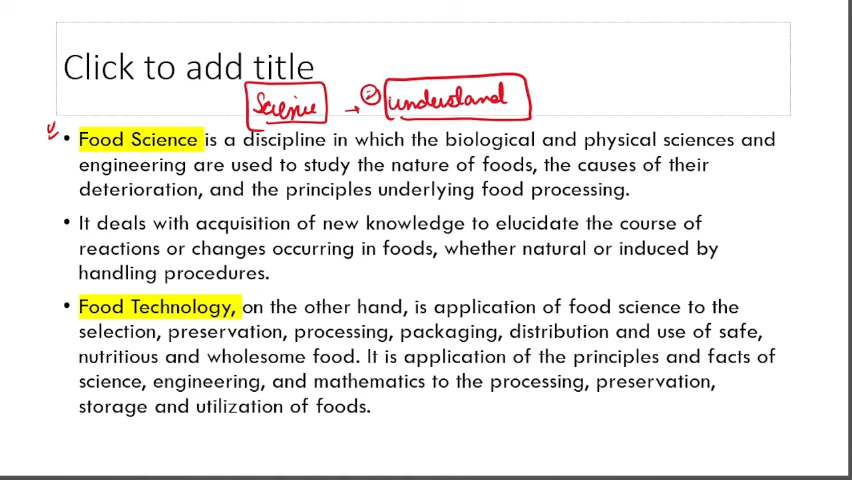 Click to add title
Science → understand
• Food Science is a discipline in which the biological and physical sciences and
engineering are used to study the nature of foods, the causes of their
deterioration, and the principles underlying food processing.
• It deals with acquisition of new knowledge to elucidate the course of
reactions or changes occurring in foods, whether natural or induced by
handling procedures.
• Food Technology, on the other hand, is application of food science to the
selection, preservation, processing, packaging, distribution and use of safe,
nutritious and wholesome food. It is application of the principles and facts of
science, engineering, and mathematics to the processing, preservation,
storage and utilization of foods.